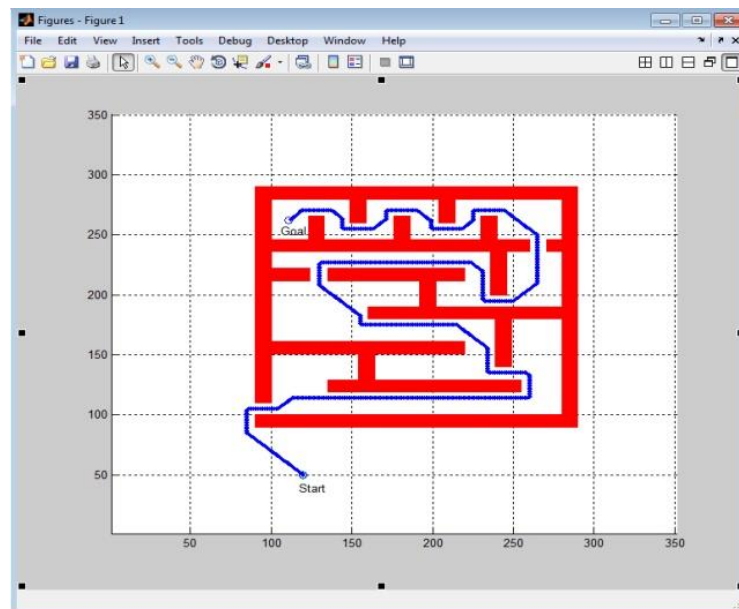 Figures - Figure 1
File Edit View Insert Tools Debug Desktop Window Help
350
300
250
200
150
100
50
Goal
Start
50 100 150 200 250 300 350